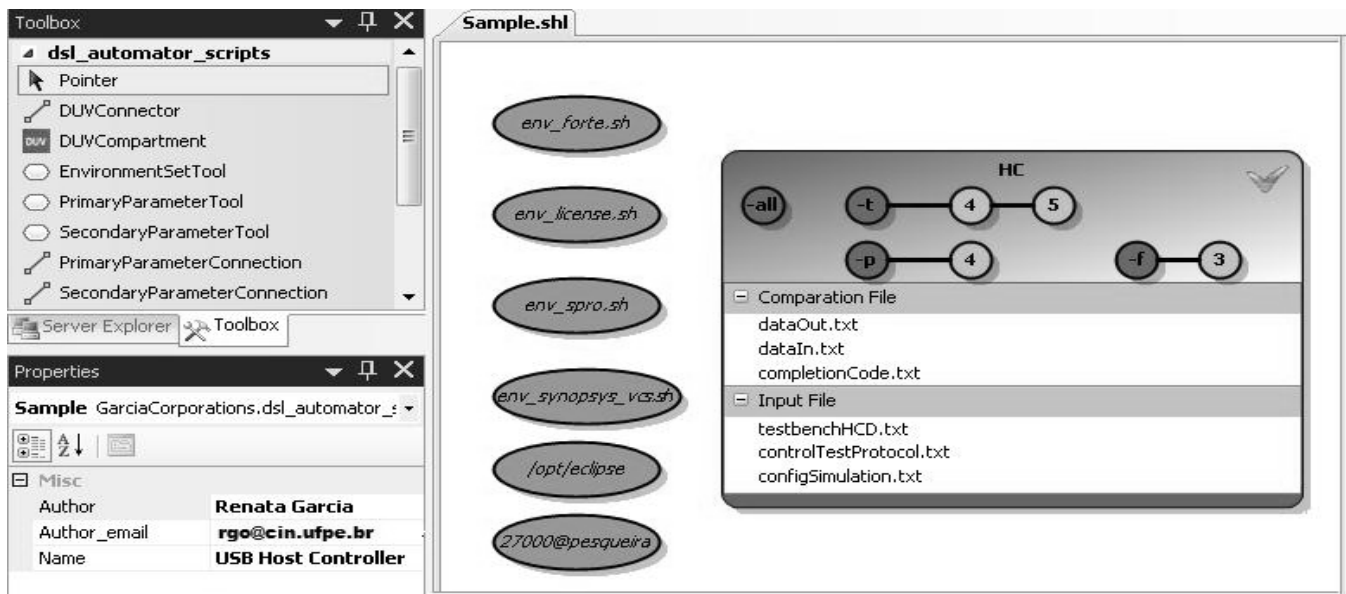 Toolbox
dsl_automator_scripts
Pointer
DUVConnector
DUV DUVCompartment
EnvironmentSetTool
PrimaryParameterTool
SecondaryParameterTool
PrimaryParameterConnection
SecondaryParameterConnection
Server Explorer Toolbox
Properties
Sample GarciaCorporations.dsl_automator_s
A
Z
Misc
Author Renata Garcia
Author_email rgo@cin.ufpe.br
Name USB Host Controller
Sample.shl
env_forte.sh
env_license.sh
env_spro.sh
env_synopsys_vcs.sh
/opt/eclipse
27000@pesqueira
HC
-all -t 4 5
-p 4 -f 3
Comparation File
dataOut.txt
dataIn.txt
completionCode.txt
Input File
testbenchHCD.txt
controlTestProtocol.txt
configSimulation.txt